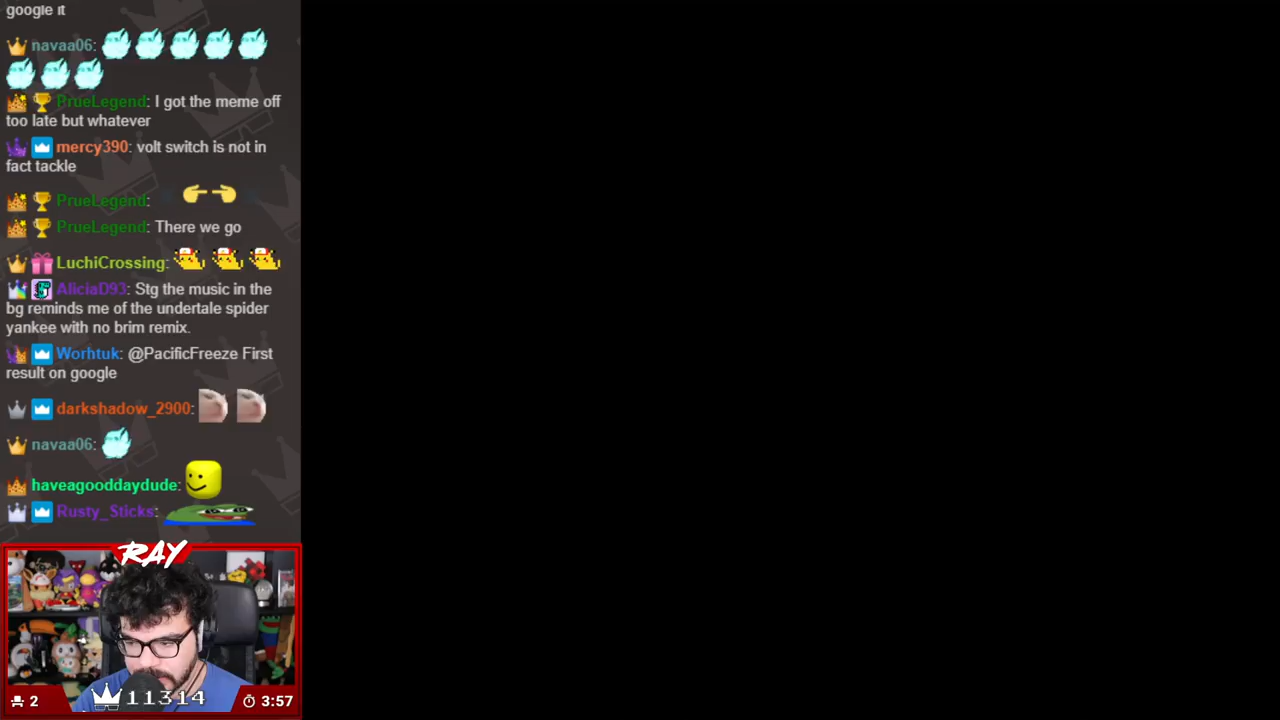 google it
navaa06:
PrueLegend: I got the meme off
too late but whatever
mercy390: volt switch is not in
fact tackle
PrueLegend:
PrueLegend: There we go
LuchiCrossing:
AliciaD93: Stg the music in the
bg reminds me of the undertale spider
yankee with no brim remix.
Worhtuk: @PacificFreeze First
result on google
darkshadow_2900:
navaa06:
haveagooddaydude:
Rusty_Sticks:
RAY
2 11314 3:57